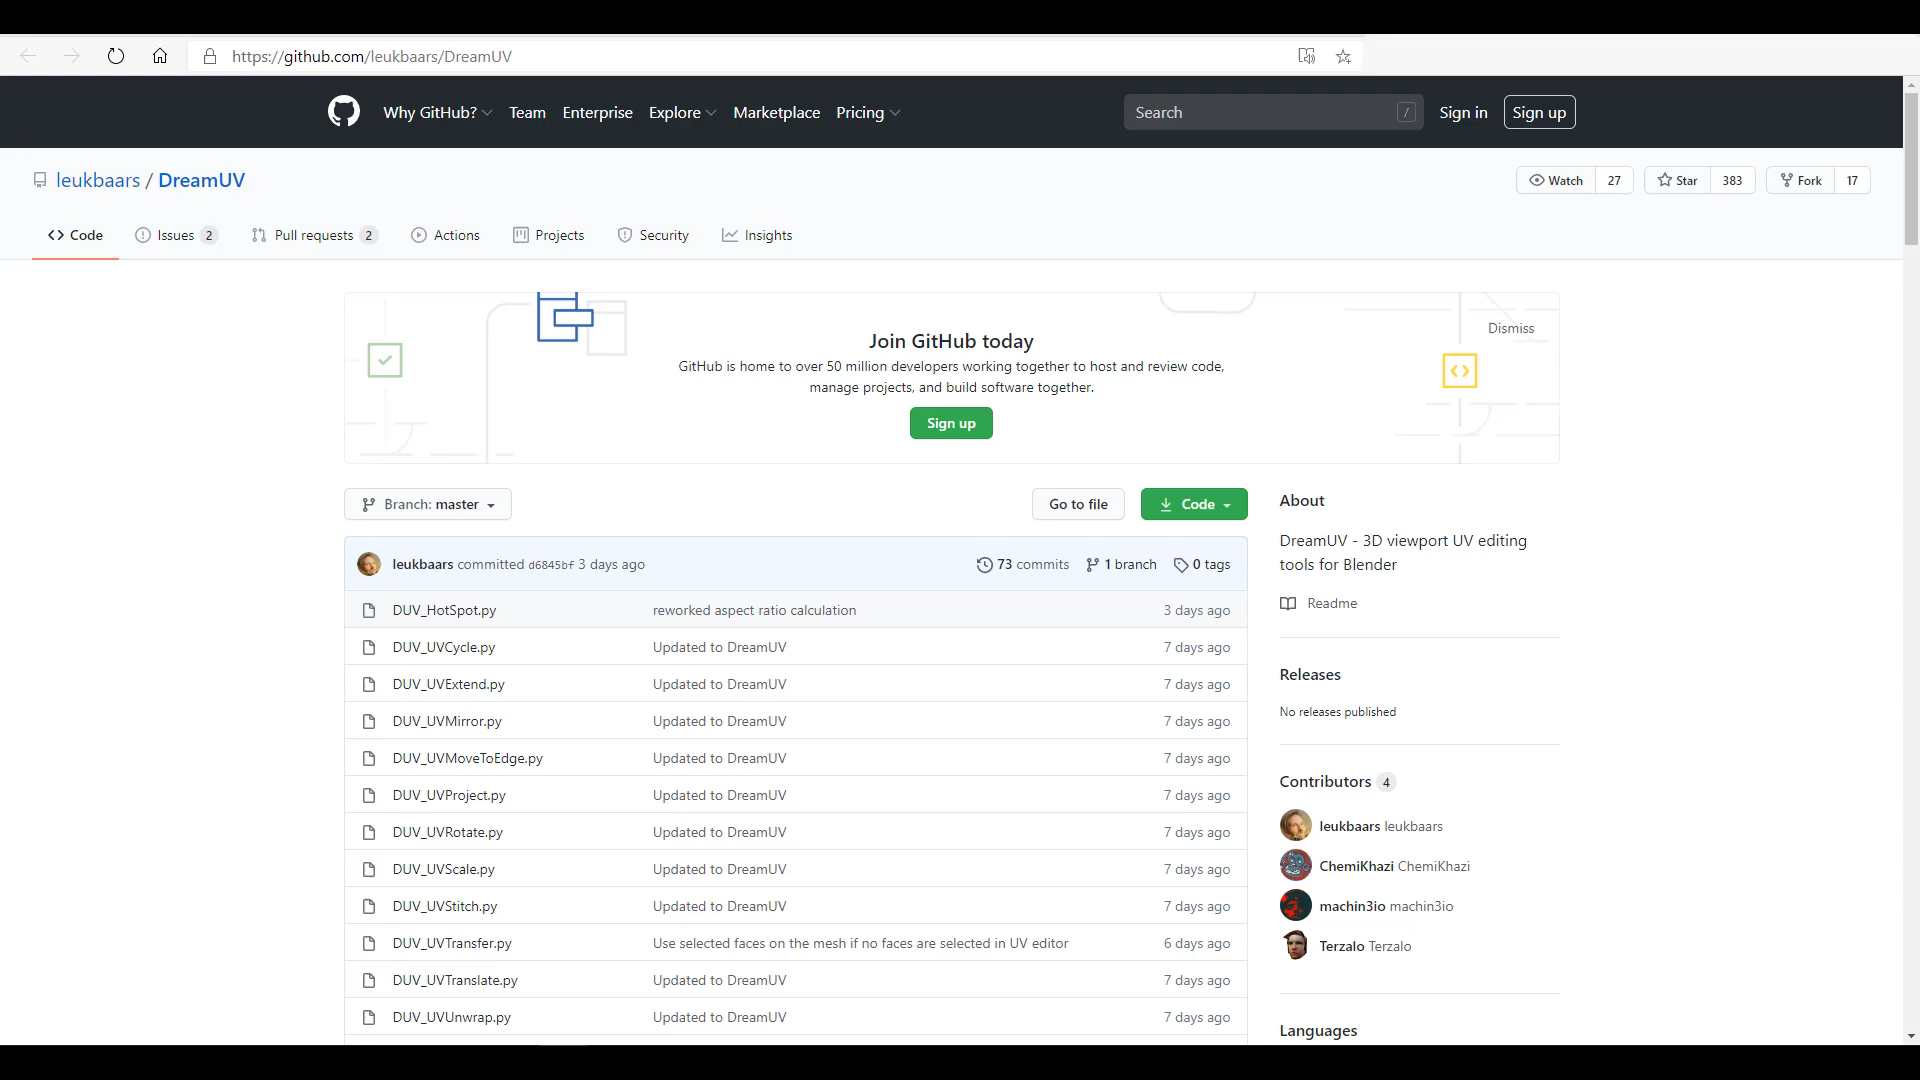 https://github.com/leukbaars/DreamUV
Why GitHub? Team Enterprise Explore Marketplace Pricing Search / Sign in Sign up
leukbaars / DreamUV Watch 27 Star 383 Fork 17
Code Issues 2 Pull requests 2 Actions Projects Security Insights
Join GitHub today
Dismiss
GitHub is home to over 50 million developers working together to host and review code,
manage projects, and build software together.
Sign up
Branch: master Go to file Code
leukbaars committed d6845bf 3 days ago 73 commits 1 branch 0 tags
DUV_HotSpot.py reworked aspect ratio calculation 3 days ago
DUV_UVCycle.py Updated to DreamUV 7 days ago
DUV_UVExtend.py Updated to DreamUV 7 days ago
DUV_UVMirror.py Updated to DreamUV 7 days ago
DUV_UVMoveToEdge.py Updated to DreamUV 7 days ago
DUV_UVProject.py Updated to DreamUV 7 days ago
DUV_UVRotate.py Updated to DreamUV 7 days ago
DUV_UVScale.py Updated to DreamUV 7 days ago
DUV_UVStitch.py Updated to DreamUV 7 days ago
DUV_UVTransfer.py Use selected faces on the mesh if no faces are selected in UV editor 6 days ago
DUV_UVTranslate.py Updated to DreamUV 7 days ago
DUV_UVUnwrap.py Updated to DreamUV 7 days ago
About
DreamUV - 3D viewport UV editing
tools for Blender
Readme
Releases
No releases published
Contributors 4
leukbaars leukbaars
ChemiKhazi ChemiKhazi
machin3io machin3io
Terzalo Terzalo
Languages